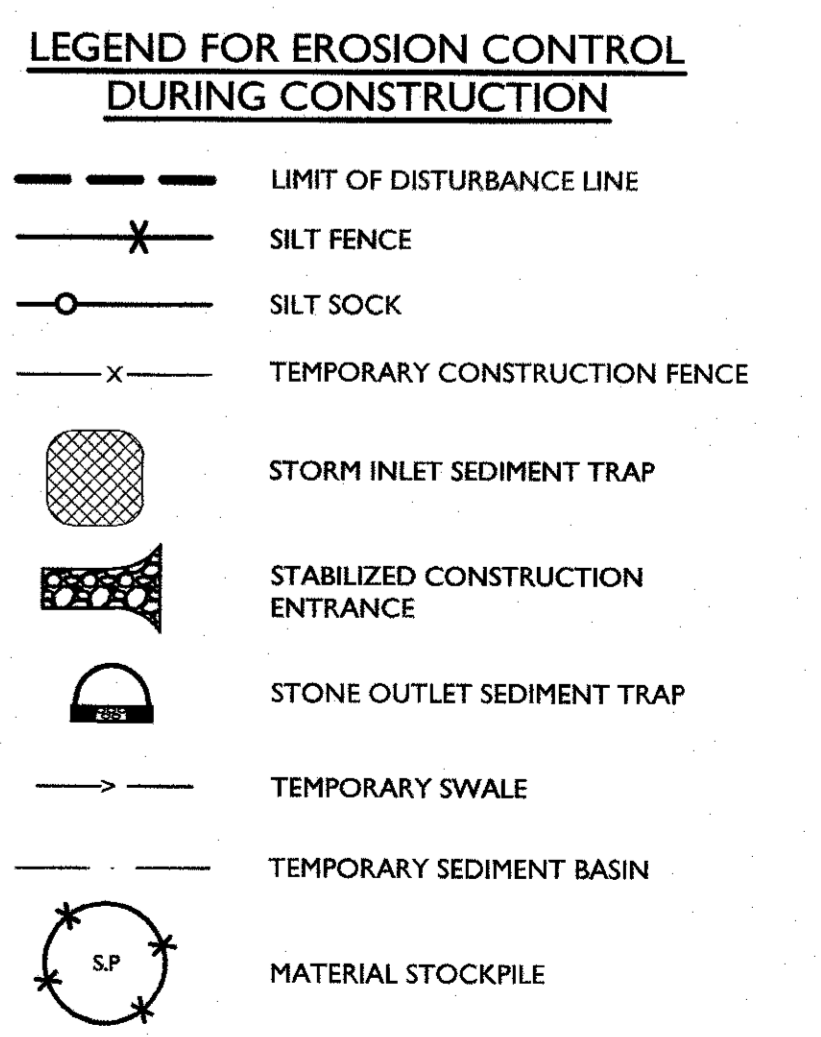 LEGEND FOR EROSION CONTROL
DURING CONSTRUCTION
LIMIT OF DISTURBANCE LINE
SILT FENCE
SILT SOCK
X
TEMPORARY CONSTRUCTION FENCE
STORM INLET SEDIMENT TRAP
STABILIZED CONSTRUCTION
ENTRANCE
STONE OUTLET SEDIMENT TRAP
TEMPORARY SWALE
TEMPORARY SEDIMENT BASIN
S.P
MATERIAL STOCKPILE